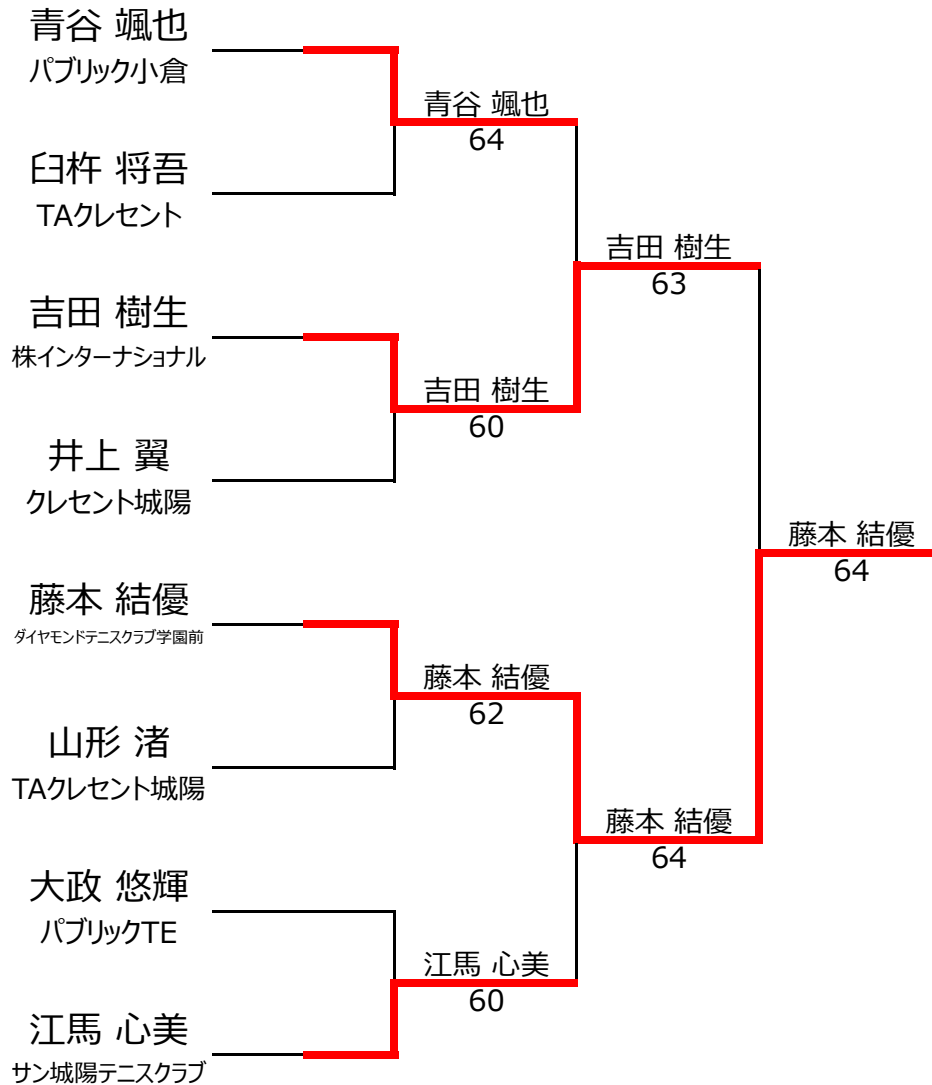 青谷 颯也
パブリック小倉
青谷 颯也
64
臼杵 将吾
TAクレセント
吉田 樹生
63
吉田 樹生
株インターナショナル
吉田 樹生
60
井上 翼
クレセント城陽
藤本 結優
64
藤本 結優
ダイヤモンドテニスクラブ学園前
藤本 結優
62
山形 渚
TAクレセント城陽
藤本 結優
64
大政 悠輝
パブリックTE
江馬 心美
60
江馬 心美
サン城陽テニスクラブ